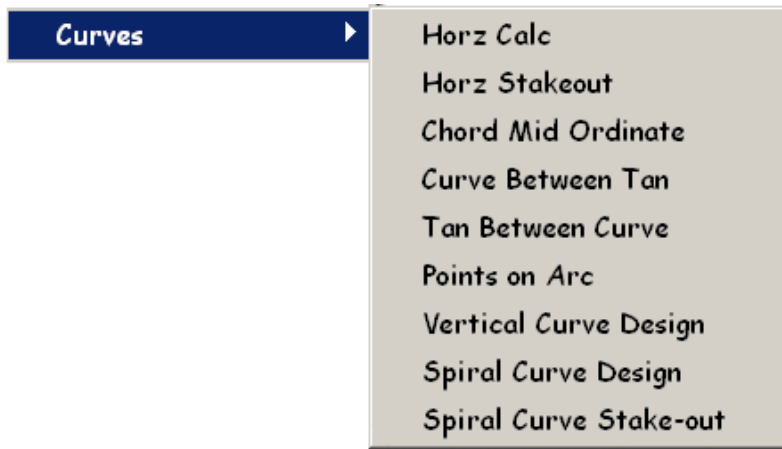 Curves
Horz Calc
Horz Stakeout
Chord Mid Ordinate
Curve Between Tan
Tan Between Curve
Points on Arc
Vertical Curve Design
Spiral Curve Design
Spiral Curve Stake-out